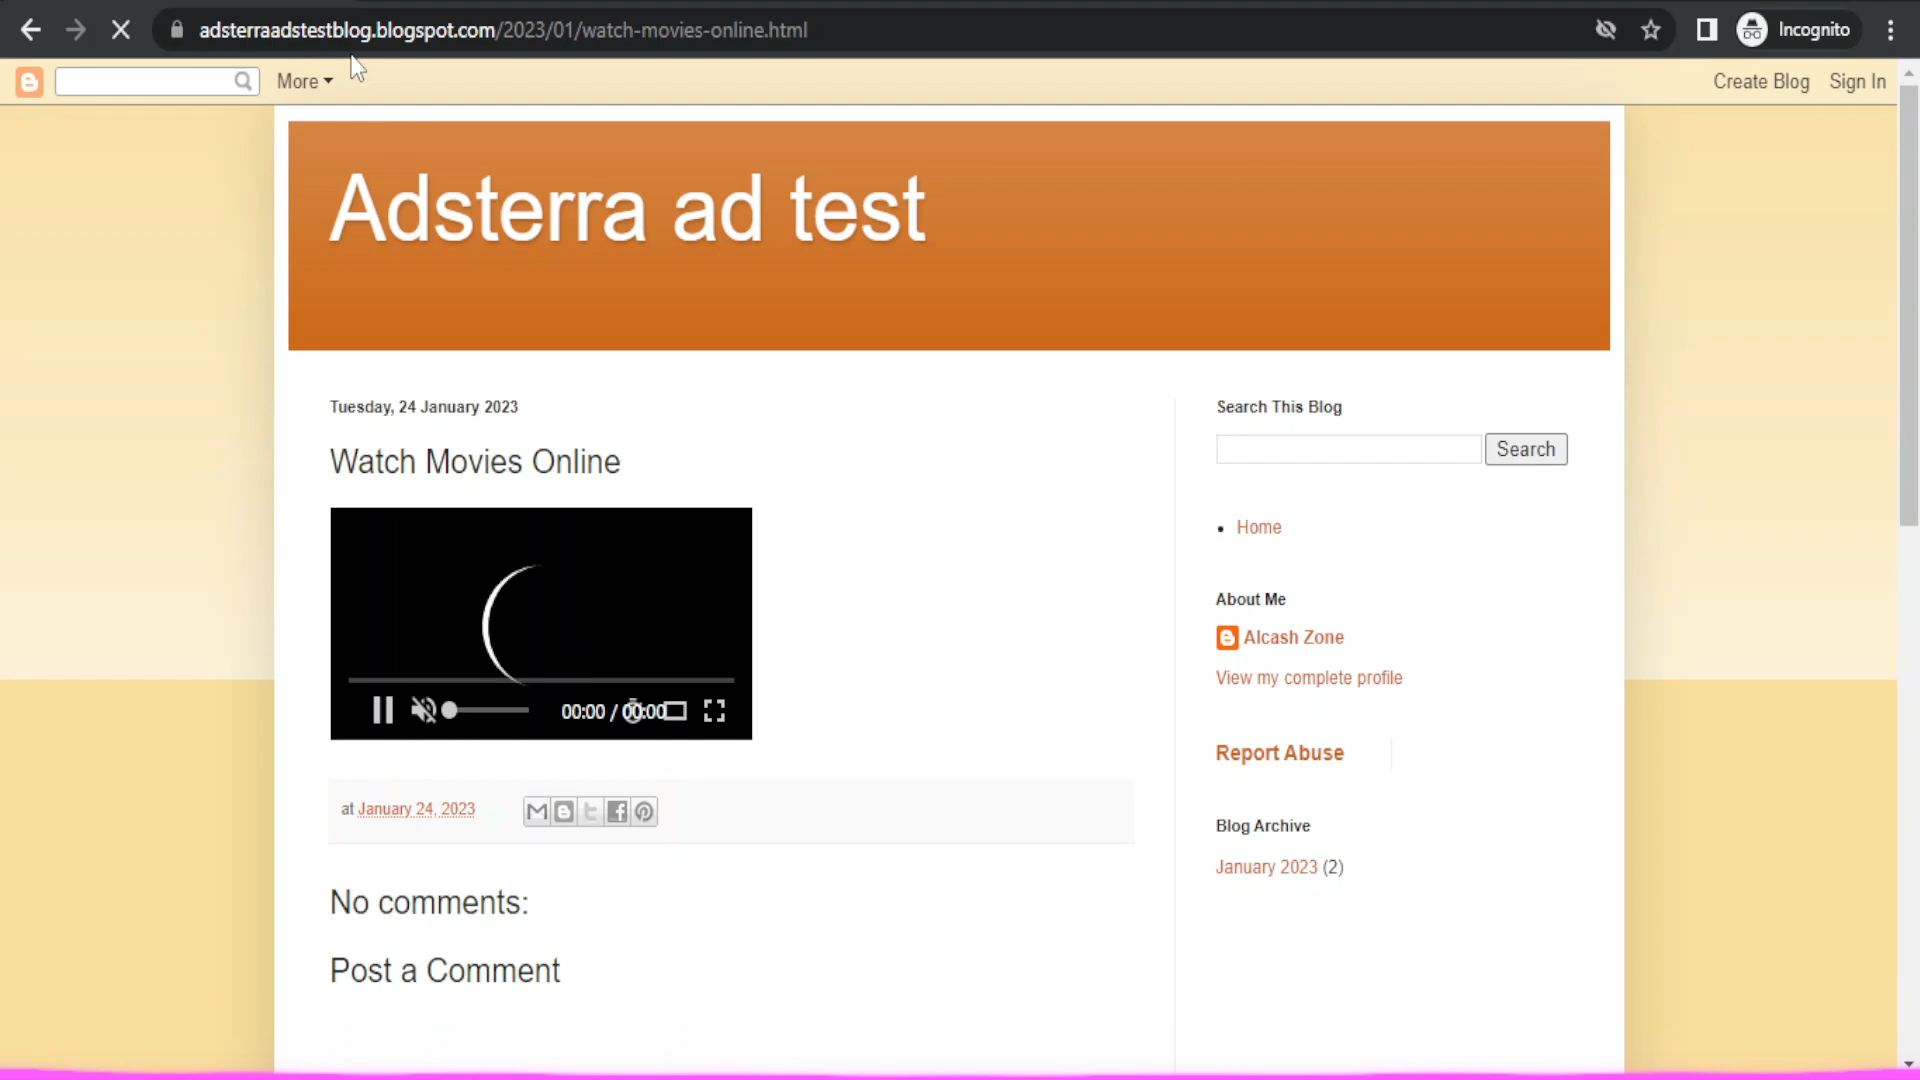 adsterraadstestblog.blogspot.com/2023/01/watch-movies-online.html
Incognito
More
Create Blog Sign In
Adsterra ad test
Tuesday, 24 January 2023
Watch Movies Online
00:00 / 00:00
at January 24, 2023
No comments:
Post a Comment
Search This Blog
Search
Home
About Me
Alcash Zone
View my complete profile
Report Abuse
Blog Archive
January 2023 (2)